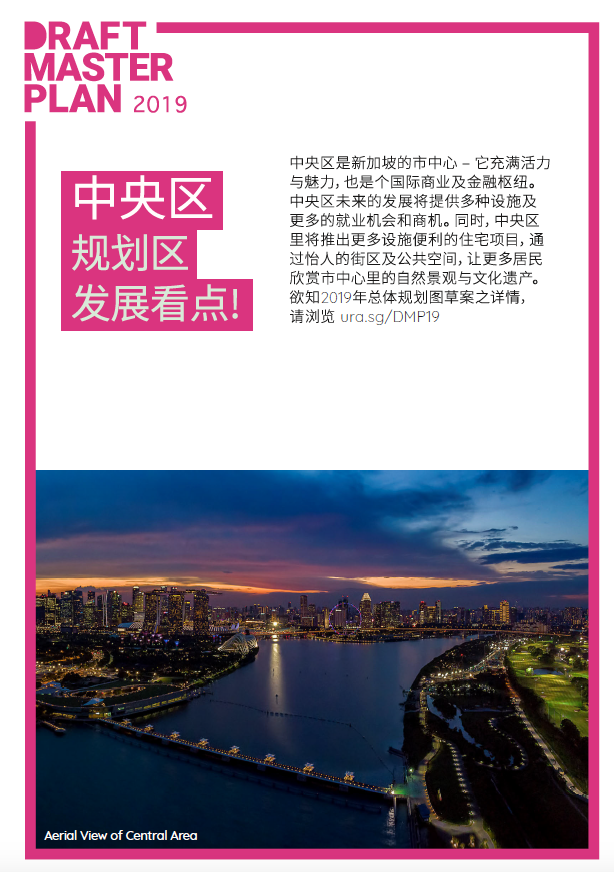 DRAFT
MASTER
PLAN 2019
中央区
规划区
发展看点!
中央区是新加坡的市中心 – 它充满活力
与魅力, 也是个国际商业及金融枢纽。
中央区未来的发展将提供多种设施及
更多的就业机会和商机。同时, 中央区
里将推出更多设施便利的住宅项目, 通
过怡人的街区及公共空间, 让更多居民
欣赏市中心里的自然景观与文化遗产。
欲知2019年总体规划图草案之详情,
请浏览 ura.sg/DMP19
Aerial View of Central Area